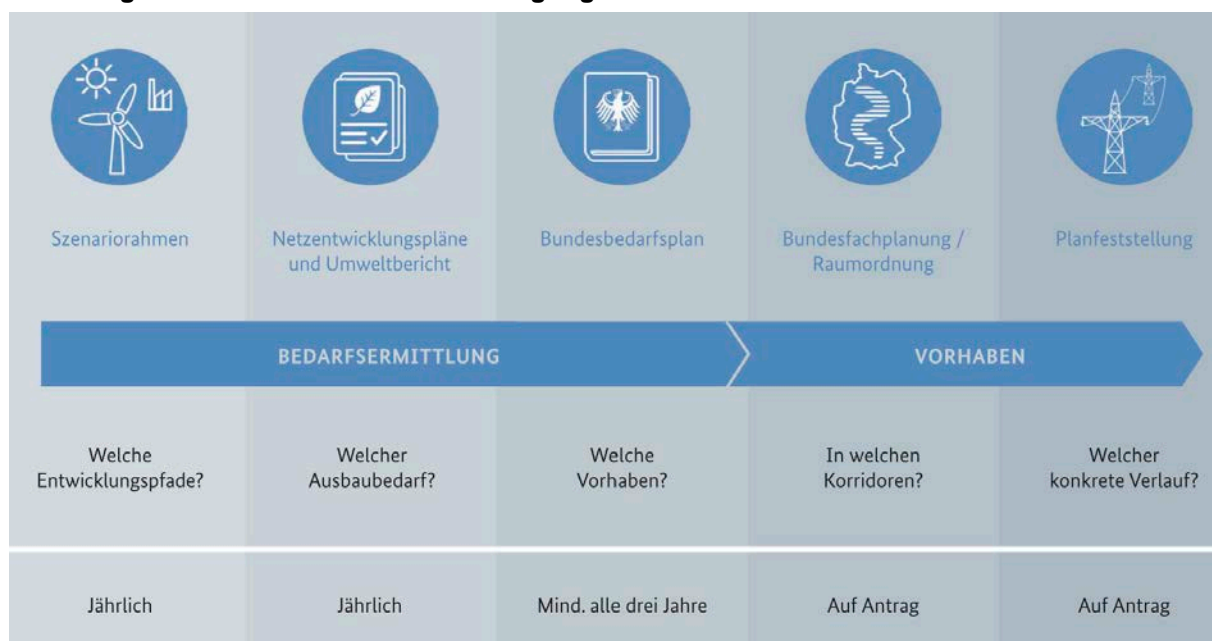 Szenariorahmen
Netzentwicklungspläne
und Umweltbericht
Bundesbedarfsplan
Bundesfachplanung /
Raumordnung
Planfeststellung
BEDARFSERMITTLUNG
VORHABEN
Welche
Entwicklungspfade?
Welcher
Ausbaubedarf?
Welche
Vorhaben?
In welchen
Korridoren?
Welcher
konkrete Verlauf?
Jährlich
Jährlich
Mind. alle drei Jahre
Auf Antrag
Auf Antrag